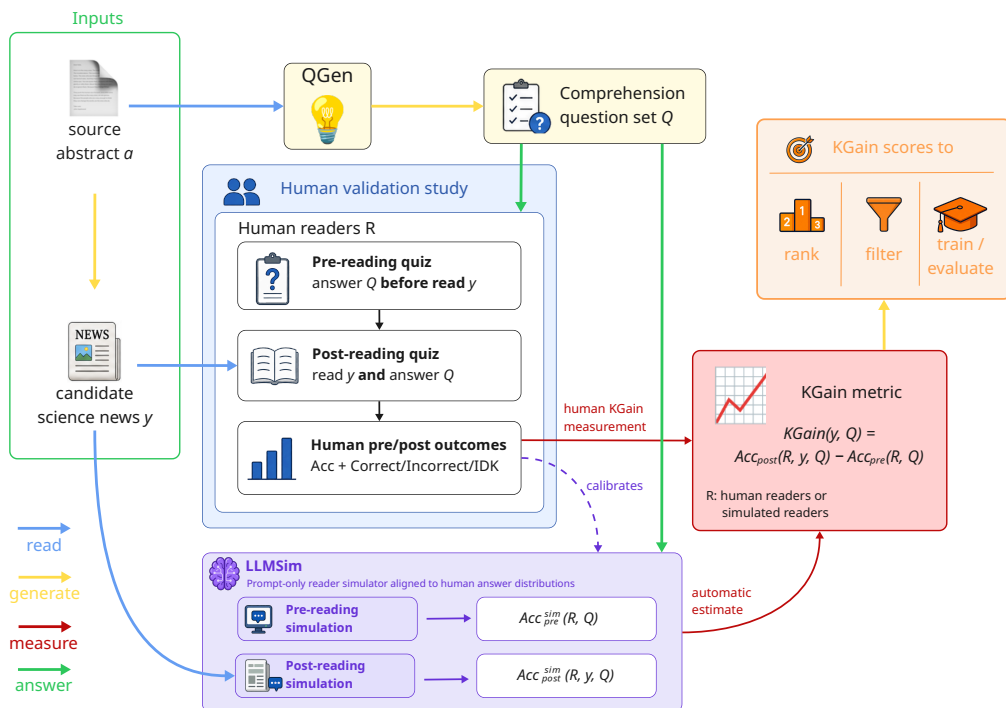 Inputs
source
abstract a
candidate
science news y
NEWS
QGen
Comprehension
question set Q
Human validation study
Human readers R
Pre-reading quiz
answer Q before read y
Post-reading quiz
read y and answer Q
Human pre/post outcomes
Acc + Correct/Incorrect/IDK
human KGain
measurement
calibrates
KGain scores to
2 1 3
rank
filter
train /
evaluate
KGain metric
KGain(y, Q) =
Accpost(R, y, Q) − Accpre(R, Q)
R: human readers or
simulated readers
automatic
estimate
LLMSim
Prompt-only reader simulator aligned to human answer distributions
Pre-reading
simulation
Acc sim pre (R, Q)
Post-reading
simulation
Acc sim post (R, y, Q)
read
generate
measure
answer